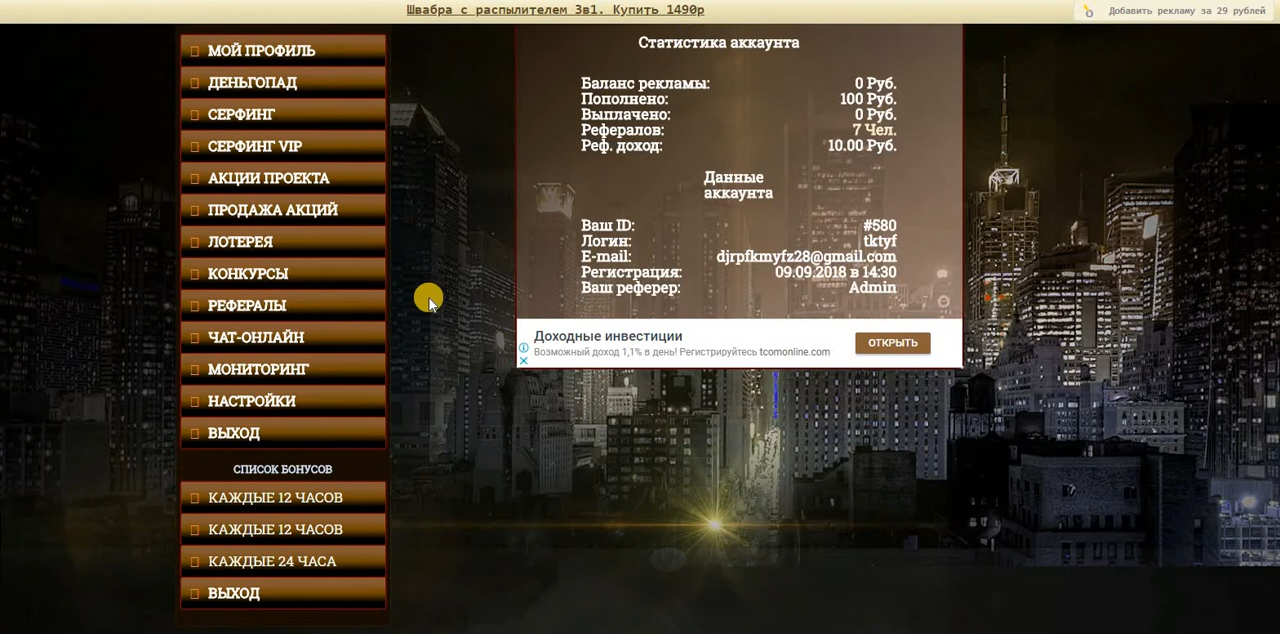 Швабра с распылителем 3в1. Купить 1490р
Добавить рекламу за 29 рублей
МОЙ ПРОФИЛЬ
ДЕНЬГОПАД
СЕРФИНГ
СЕРФИНГ VIP
АКЦИИ ПРОЕКТА
ПРОДАЖА АКЦИЙ
ЛОТЕРЕЯ
КОНКУРСЫ
РЕФЕРАЛЫ
ЧАТ-ОНЛАЙН
МОНИТОРИНГ
НАСТРОЙКИ
ВЫХОД
СПИСОК БОНУСОВ
КАЖДЫЕ 12 ЧАСОВ
КАЖДЫЕ 12 ЧАСОВ
КАЖДЫЕ 24 ЧАСА
ВЫХОД
Статистика аккаунта
Баланс рекламы: 0 Руб.
Пополнено: 100 Руб.
Выплачено: 0 Руб.
Рефералов: 7 Чел.
Реф. доход: 10.00 Руб.
Данные
аккаунта
Ваш ID: #580
Логин: tktyf
E-mail: djrpfkmyfz28@gmail.com
Регистрация: 09.09.2018 в 14:30
Ваш реферер: Admin
Доходные инвестиции
Возможный доход 1,1% в день! Регистрируйтесь tcomonline.com
ОТКРЫТЬ